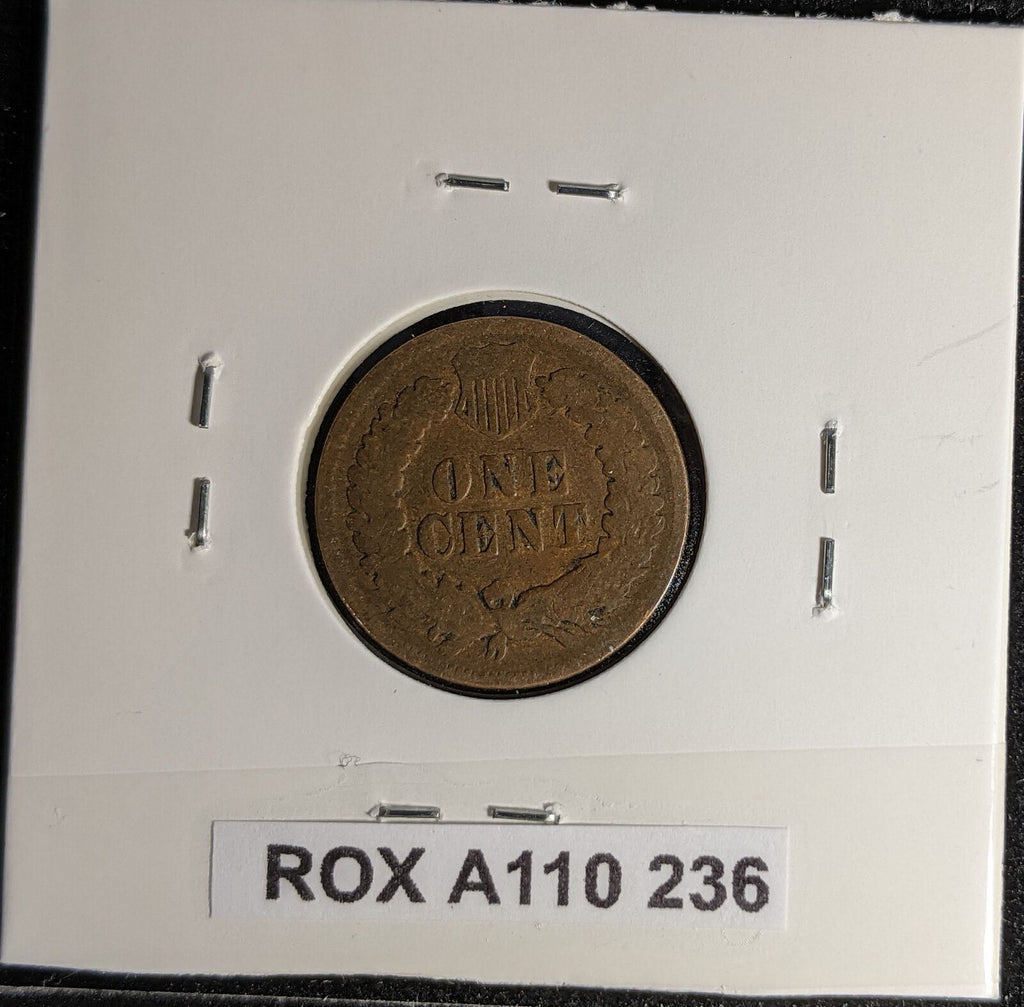 ONE
CENT
ROX A110 236